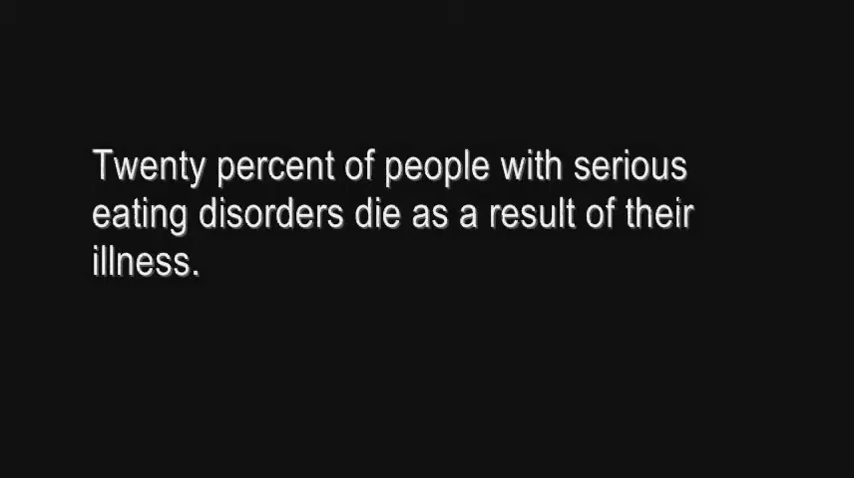 Twenty percent of people with serious
eating disorders die as a result of their
illness.